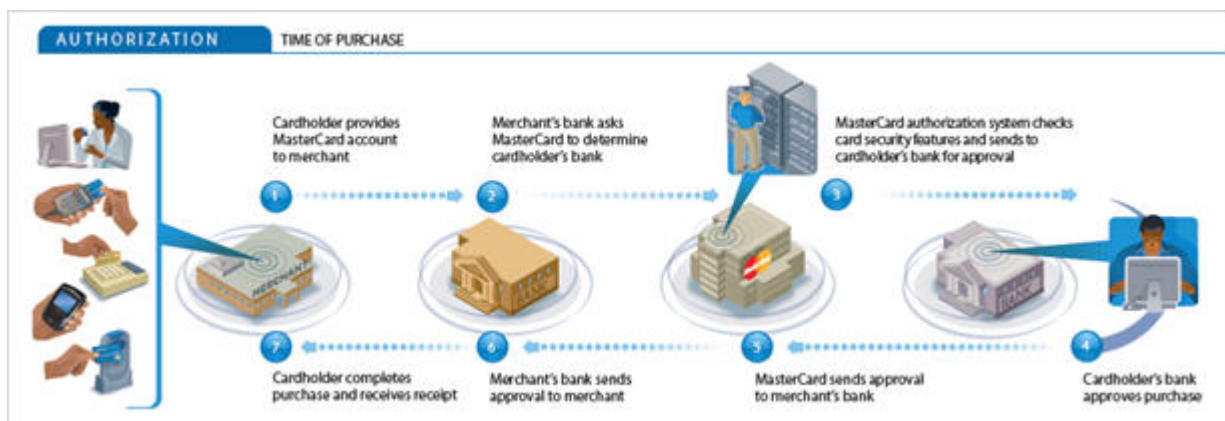 AUTHORIZATION
TIME OF PURCHASE
Cardholder provides
MasterCard account
to merchant
Merchant's bank asks
MasterCard to determine
cardholder's bank
MasterCard authorization system checks
card security features and sends to
cardholder's bank for approval
1
2
3
MERCHANT
BANK
BANK
7
6
5
4
Cardholder completes
purchase and receives receipt
Merchant's bank sends
approval to merchant
MasterCard sends approval
to merchant's bank
Cardholder's bank
approves purchase